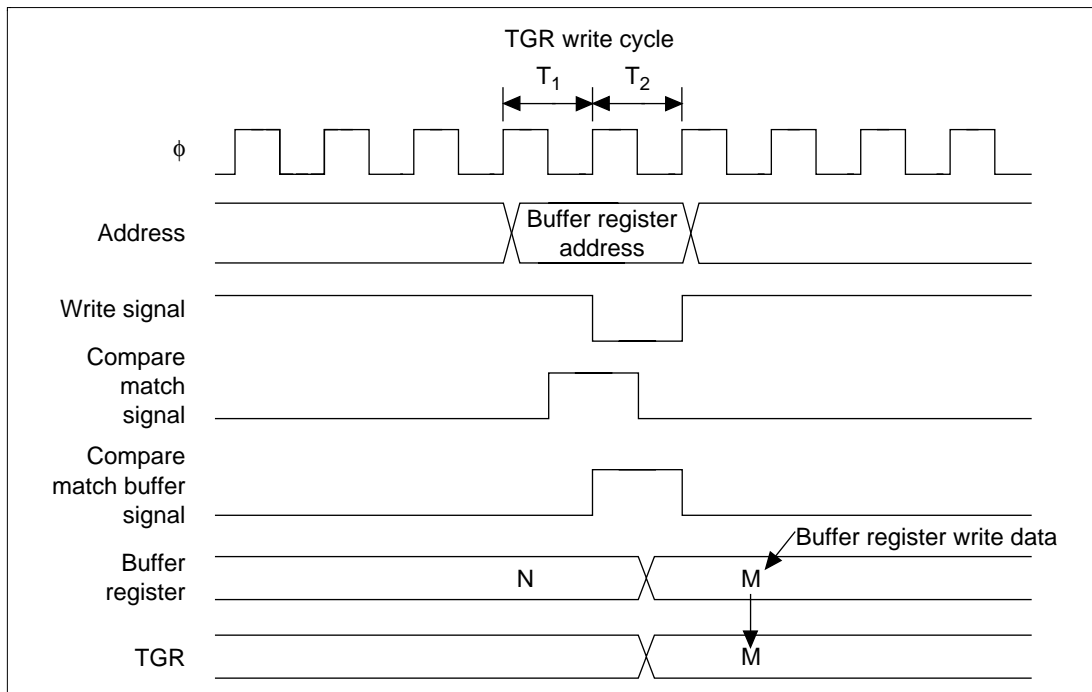 TGR write cycle
T1 T2
ϕ
Address
Buffer register
address
Write signal
Compare
match
signal
Compare
match buffer
signal
Buffer register write data
Buffer
register
N M
TGR M